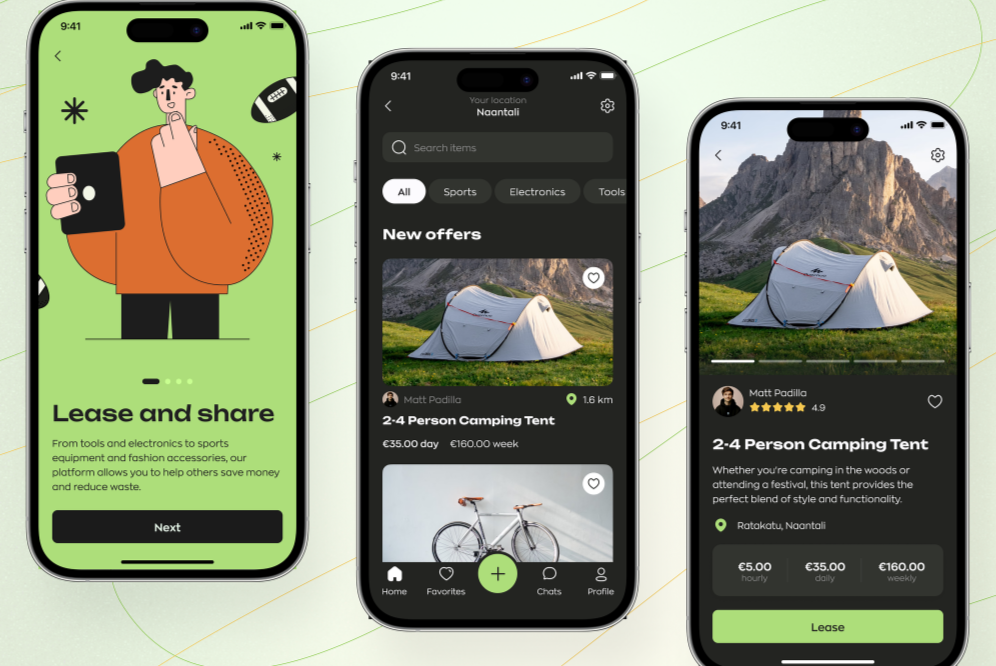 9:41
Lease and share
From tools and electronics to sports
equipment and fashion accessories, our
platform allows you to help others save money
and reduce waste.
Next
9:41
Your location
Naantali
Search items
All Sports Electronics Tools
New offers
Matt Padilla 1.6 km
2-4 Person Camping Tent
€35.00 day €160.00 week
Home Favorites Chats Profile
9:41
Matt Padilla
4.9
2-4 Person Camping Tent
Whether you're camping in the woods or
attending a festival, this tent provides the
perfect blend of style and functionality.
Ratakatu, Naantali
€5.00 €35.00 €160.00
hourly daily weekly
Lease